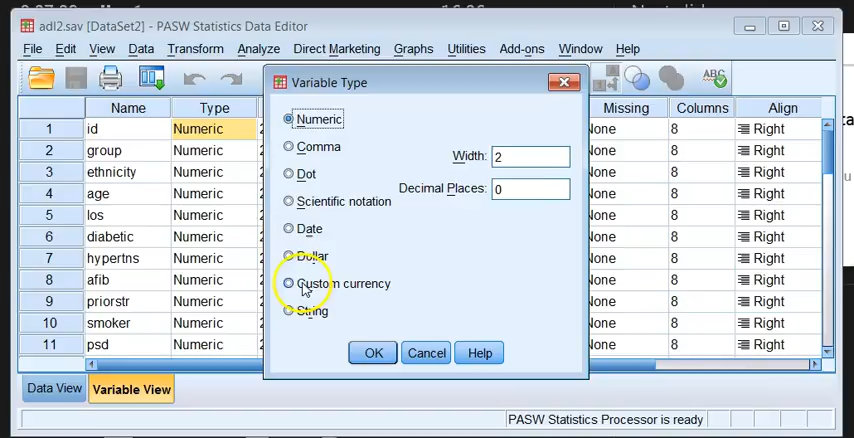 adl2.sav [DataSet2] - PASW Statistics Data Editor
File Edit View Data Transform Analyze Direct Marketing Graphs Utilities Add-ons Window Help
ABC
Variable Type
Numeric
Comma
Dot
Scientific notation
Date
Dollar
Custom currency
String
Width: 2
Decimal Places: 0
OK Cancel Help
Name Type Missing Columns Align
1 id Numeric 2 None 8 Right
2 group Numeric None 8 Right
3 ethnicity Numeric None 8 Right
4 age Numeric None 8 Right
5 los Numeric None 8 Right
6 diabetic Numeric None 8 Right
7 hypertns Numeric None 8 Right
8 afib Numeric None 8 Right
9 priorstr Numeric None 8 Right
10 smoker Numeric None 8 Right
11 psd Numeric None 8 Right
Data View Variable View
PASW Statistics Processor is ready